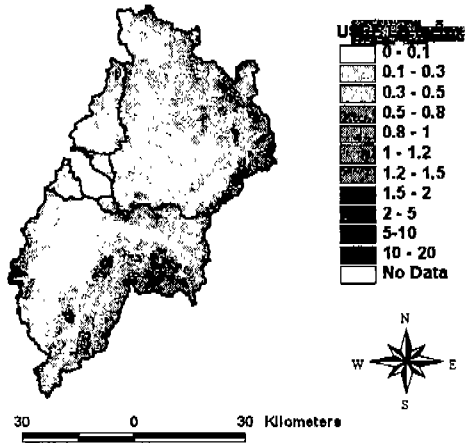 0 - 0.1
0.1 - 0.3
0.3 - 0.5
0.5 - 0.8
0.8 - 1
1 - 1.2
1.2 - 1.5
1.5 - 2
2 - 5
5-10
10 - 20
No Data
N
W E
S
30 0 30 Kilometers